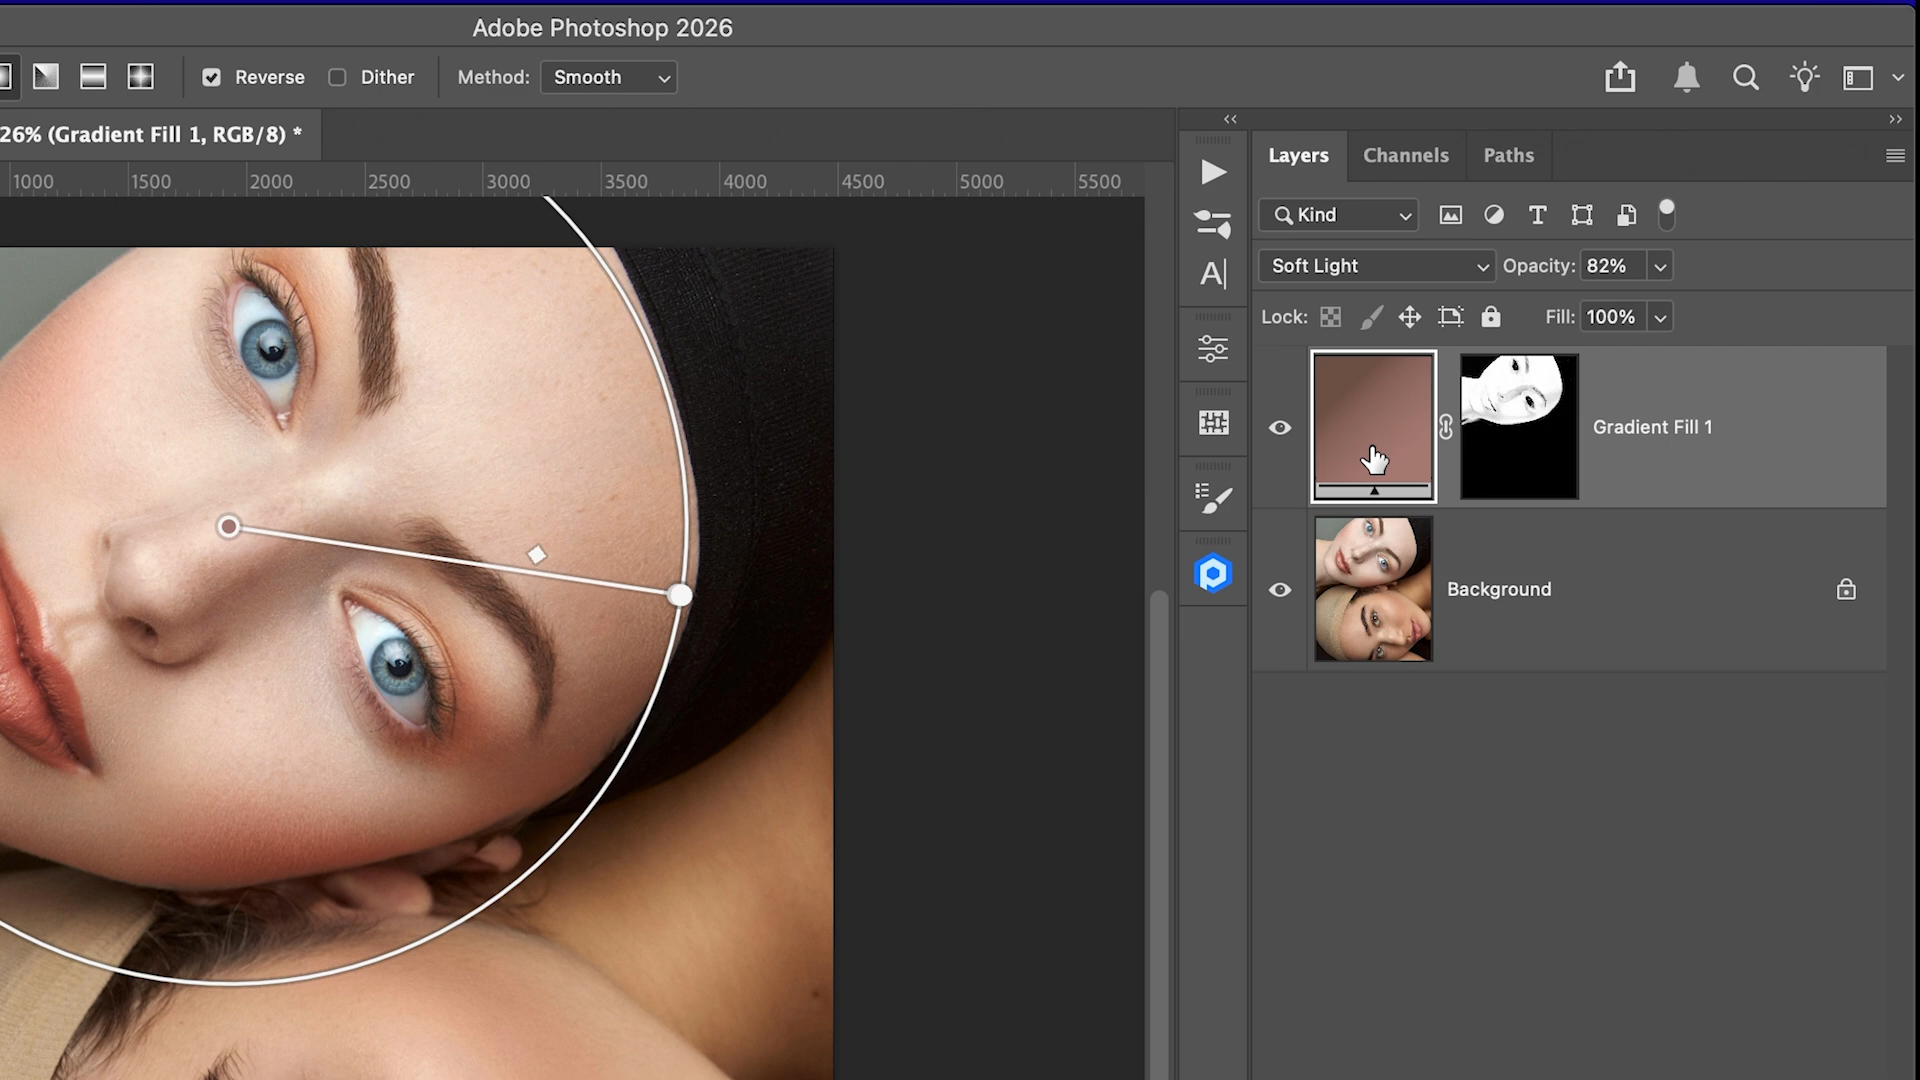 Adobe Photoshop 2026
Reverse Dither Method: Smooth
26% (Gradient Fill 1, RGB/8) *
1000 1500 2000 2500 3000 3500 4000 4500 5000 5500
Layers Channels Paths
Kind
Soft Light Opacity: 82%
Lock: Fill: 100%
Gradient Fill 1
Background